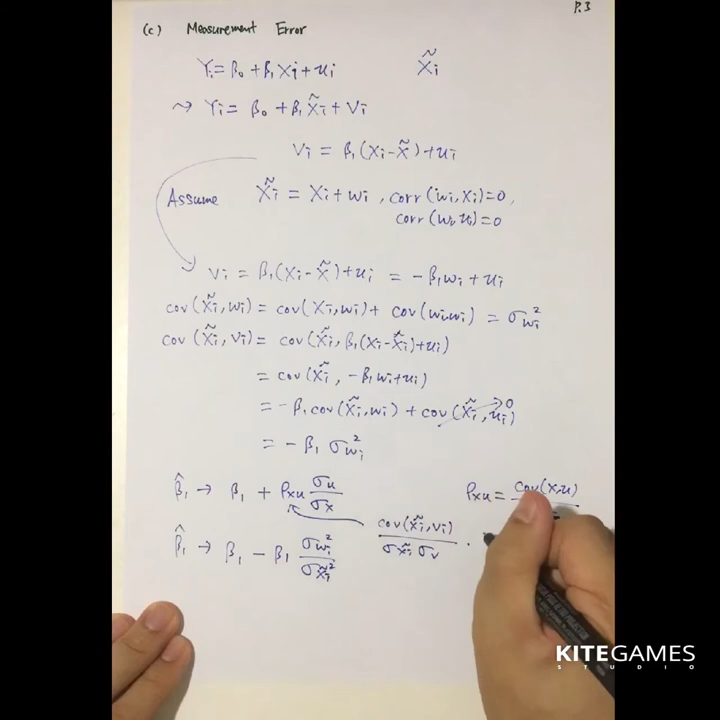 P.3
(c) Measurement Error
Yi = β₀ + β₁Xi + ui X̃i
⤳ Yi = β₀ + β₁X̃i + Vi
Vi = β₁(Xi - X̃) + ui
Assume X̃i = Xi + wi , corr(wi, Xi) = 0,
corr(wi, ui) = 0
Vi = β₁(Xi - X̃) + ui = -β₁wi + ui
cov(X̃i, wi) = cov(Xi, wi) + cov(wi, wi) = σwi²
cov(X̃i, Vi) = cov(X̃i, β₁(Xi - X̃i) + ui)
= cov(X̃i, -β₁wi + ui)
= -β₁cov(X̃i, wi) + cov(X̃i, ui) 0
= -β₁ σwi²
β̂₁ → β₁ + ρxu σu/σx ρxu = cov(x,u)
β̂₁ → β₁ - β₁ σwi²/σx̃i² cov(X̃i, Vi)/σx̃i σv .
KITEGAMES
STUDIO